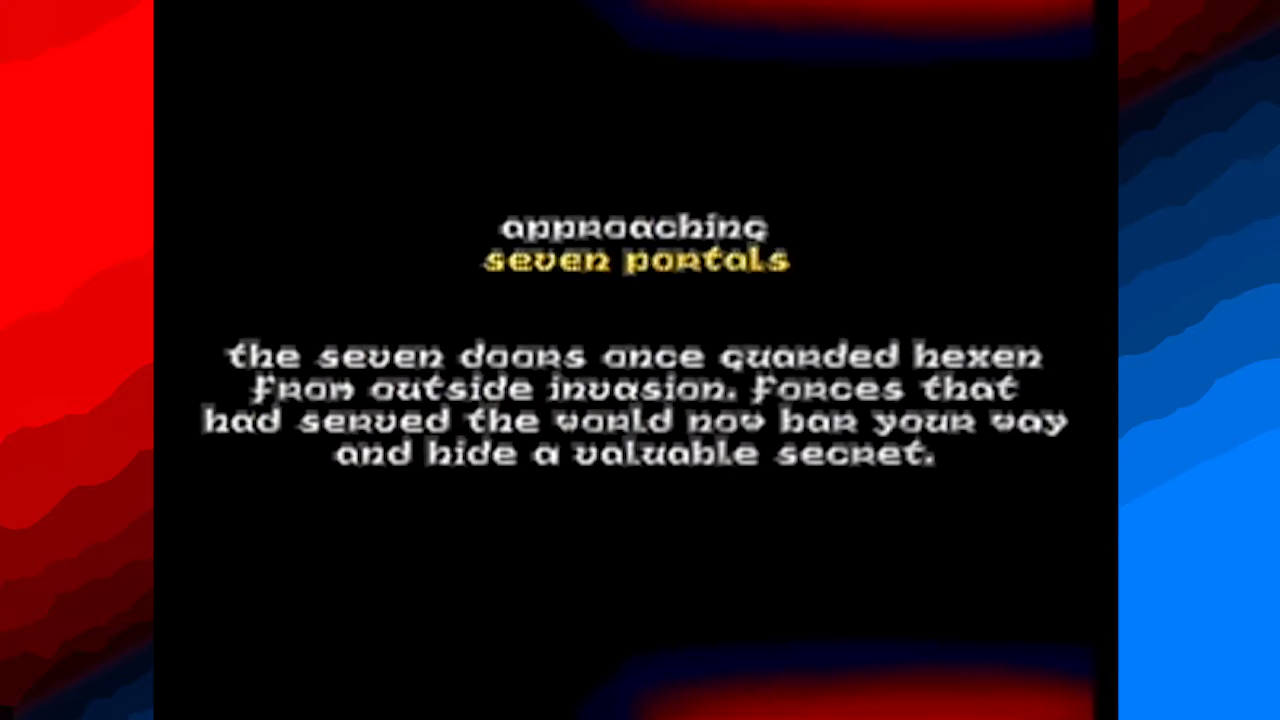 approaching
seven portals
the seven doors once guarded hexen
from outside invasion. forces that
had served the world now bar your way
and hide a valuable secret.